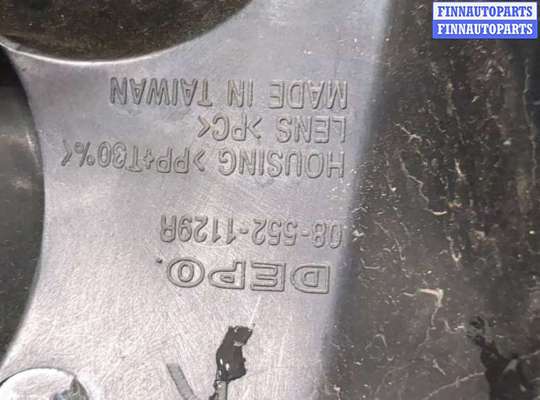 FINNAUTOPARTS
FINNAUTOPARTS
DEPO.
08-552-1129R
HOUSING >PP+T30%<
LENS >PC<
MADE IN TAIWAN